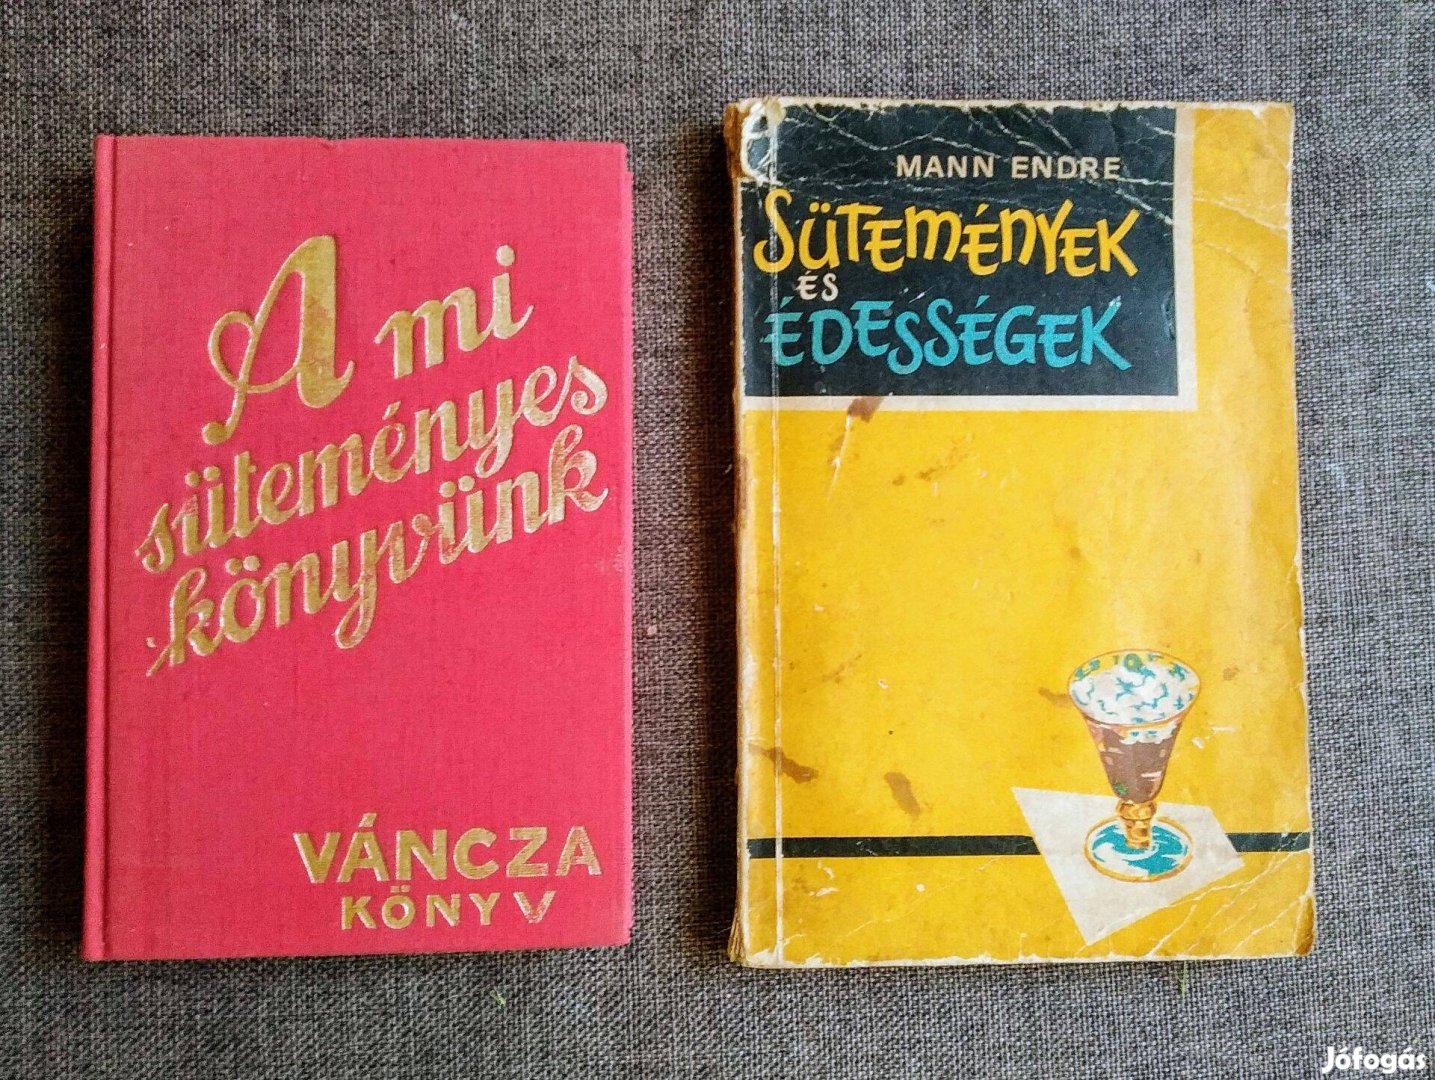 A mi
süteményes
könyvünk
VÁNCZA
KÖNYV
MANN ENDRE
SÜTEMÉNYEK
ÉS
ÉDESSÉGEK
Jófogás